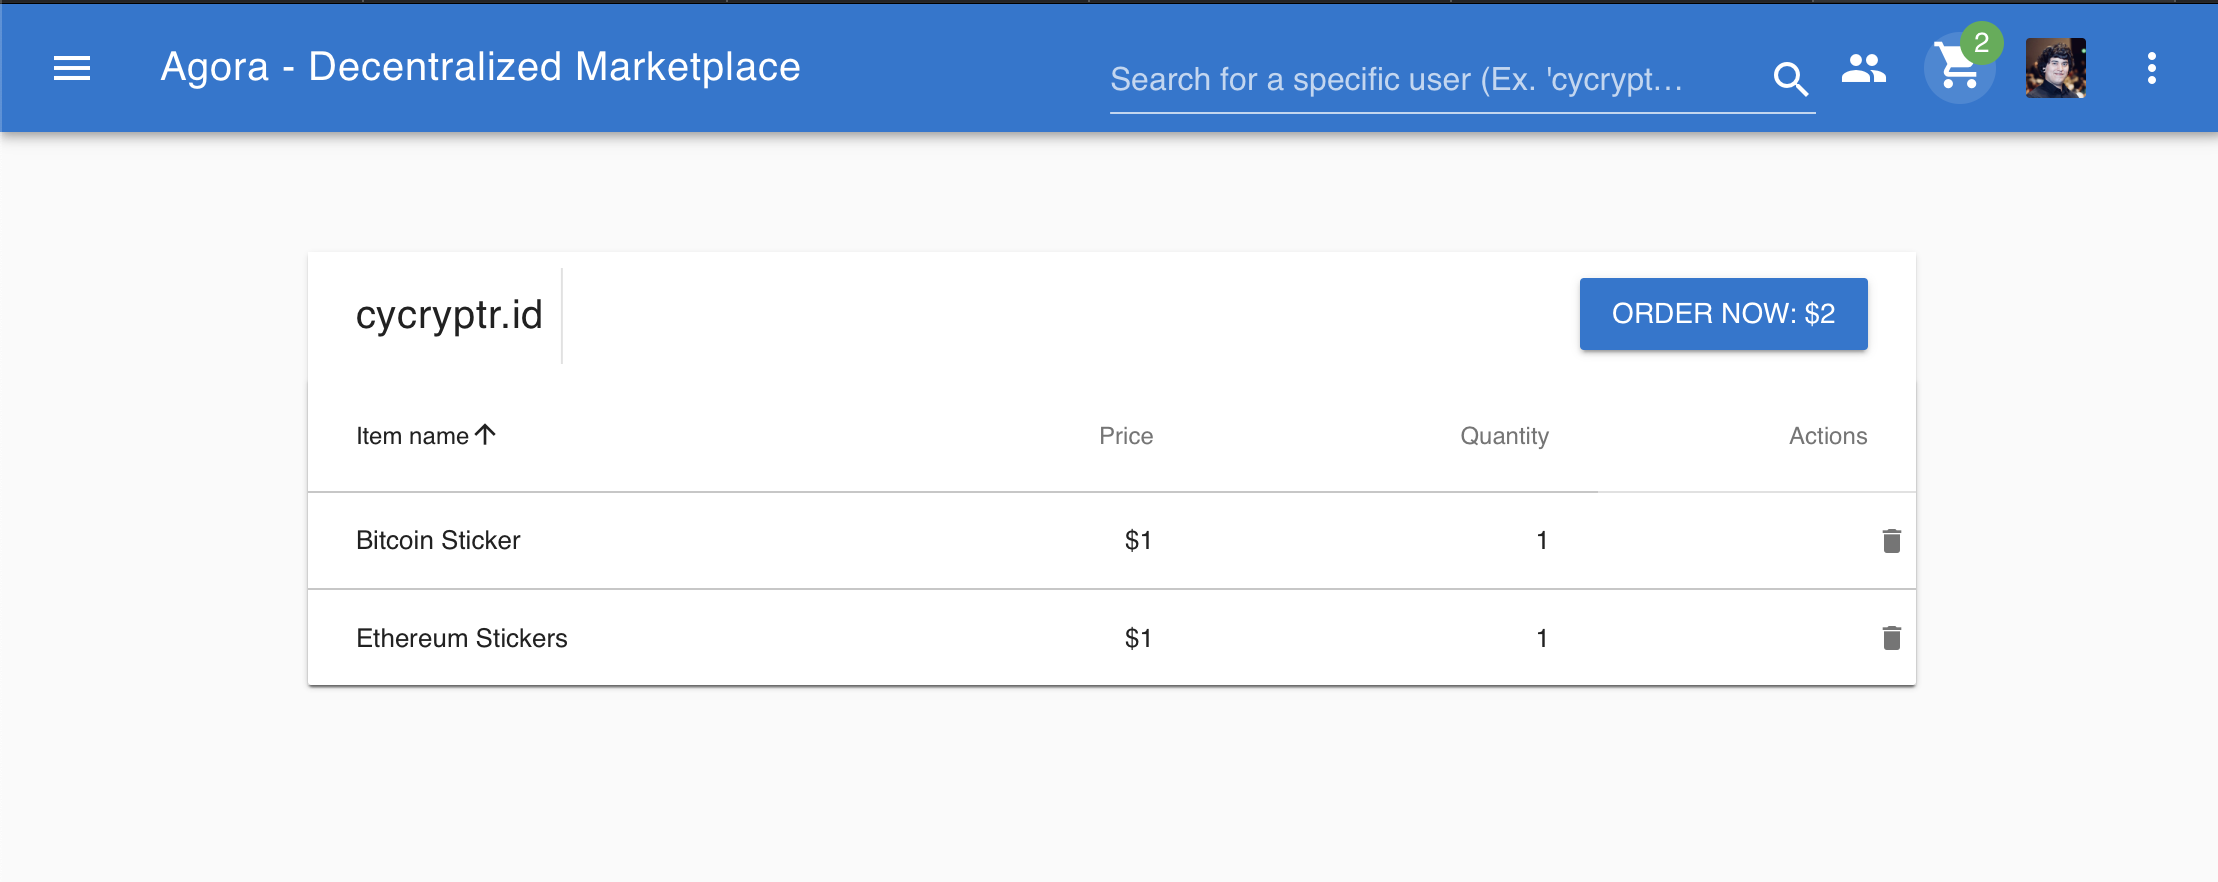 Agora - Decentralized Marketplace
Search for a specific user (Ex. 'cycrypt…
2
cycryptr.id
ORDER NOW: $2
Item name Price Quantity Actions
Bitcoin Sticker $1 1
Ethereum Stickers $1 1